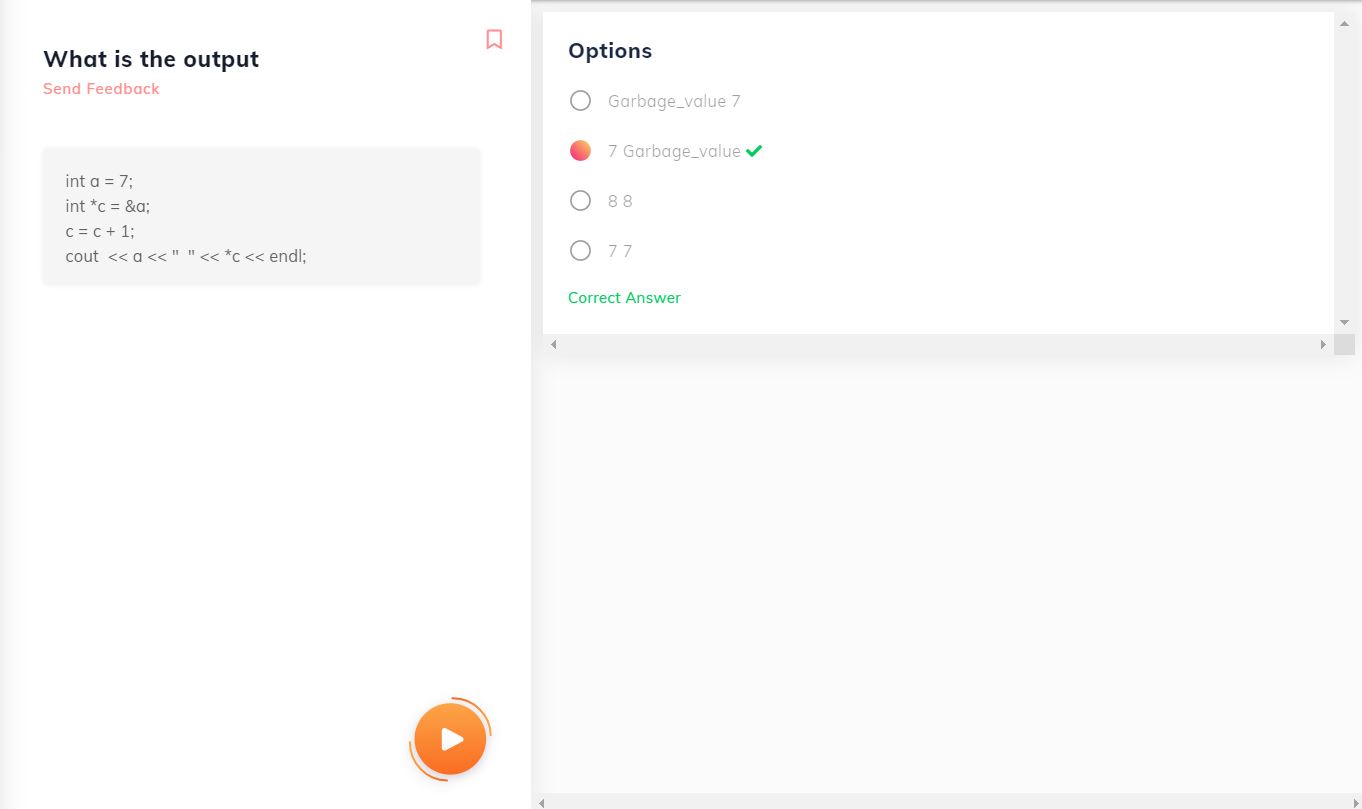 What is the output
Send Feedback
int a = 7;
int *c = &a;
c = c + 1;
cout  << a << "  " << *c << endl;
Options
Garbage_value 7
7 Garbage_value
8 8
7 7
Correct Answer